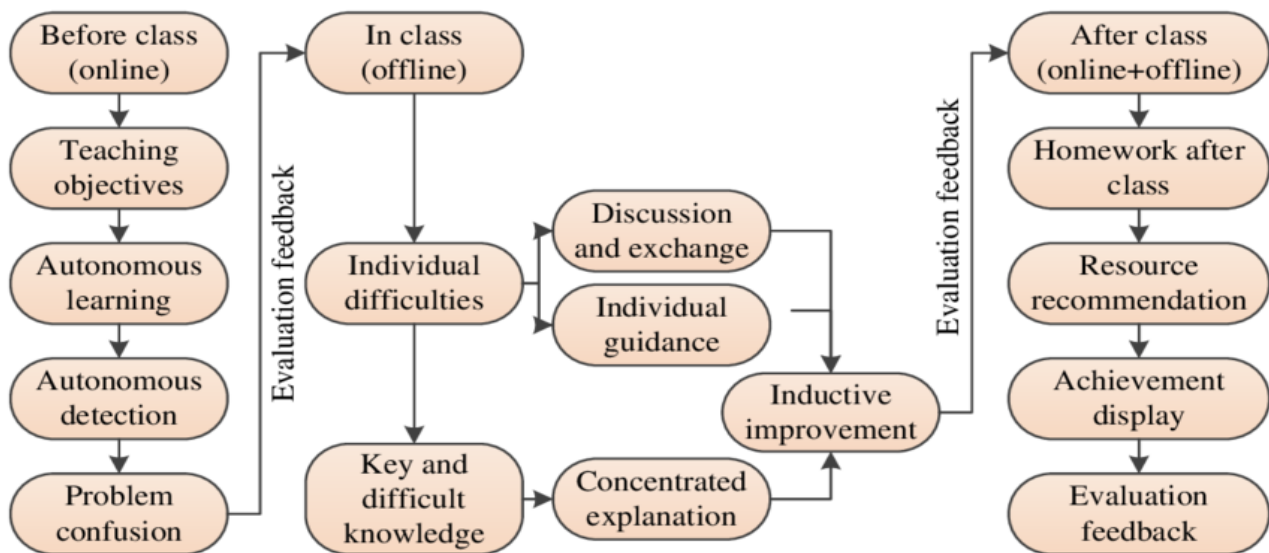 Before class
(online)
Teaching
objectives
Autonomous
learning
Autonomous
detection
Problem
confusion
Evaluation feedback
In class
(offline)
Individual
difficulties
Discussion
and exchange
Individual
guidance
Key and
difficult
knowledge
Concentrated
explanation
Inductive
improvement
Evaluation feedback
After class
(online+offline)
Homework after
class
Resource
recommendation
Achievement
display
Evaluation
feedback